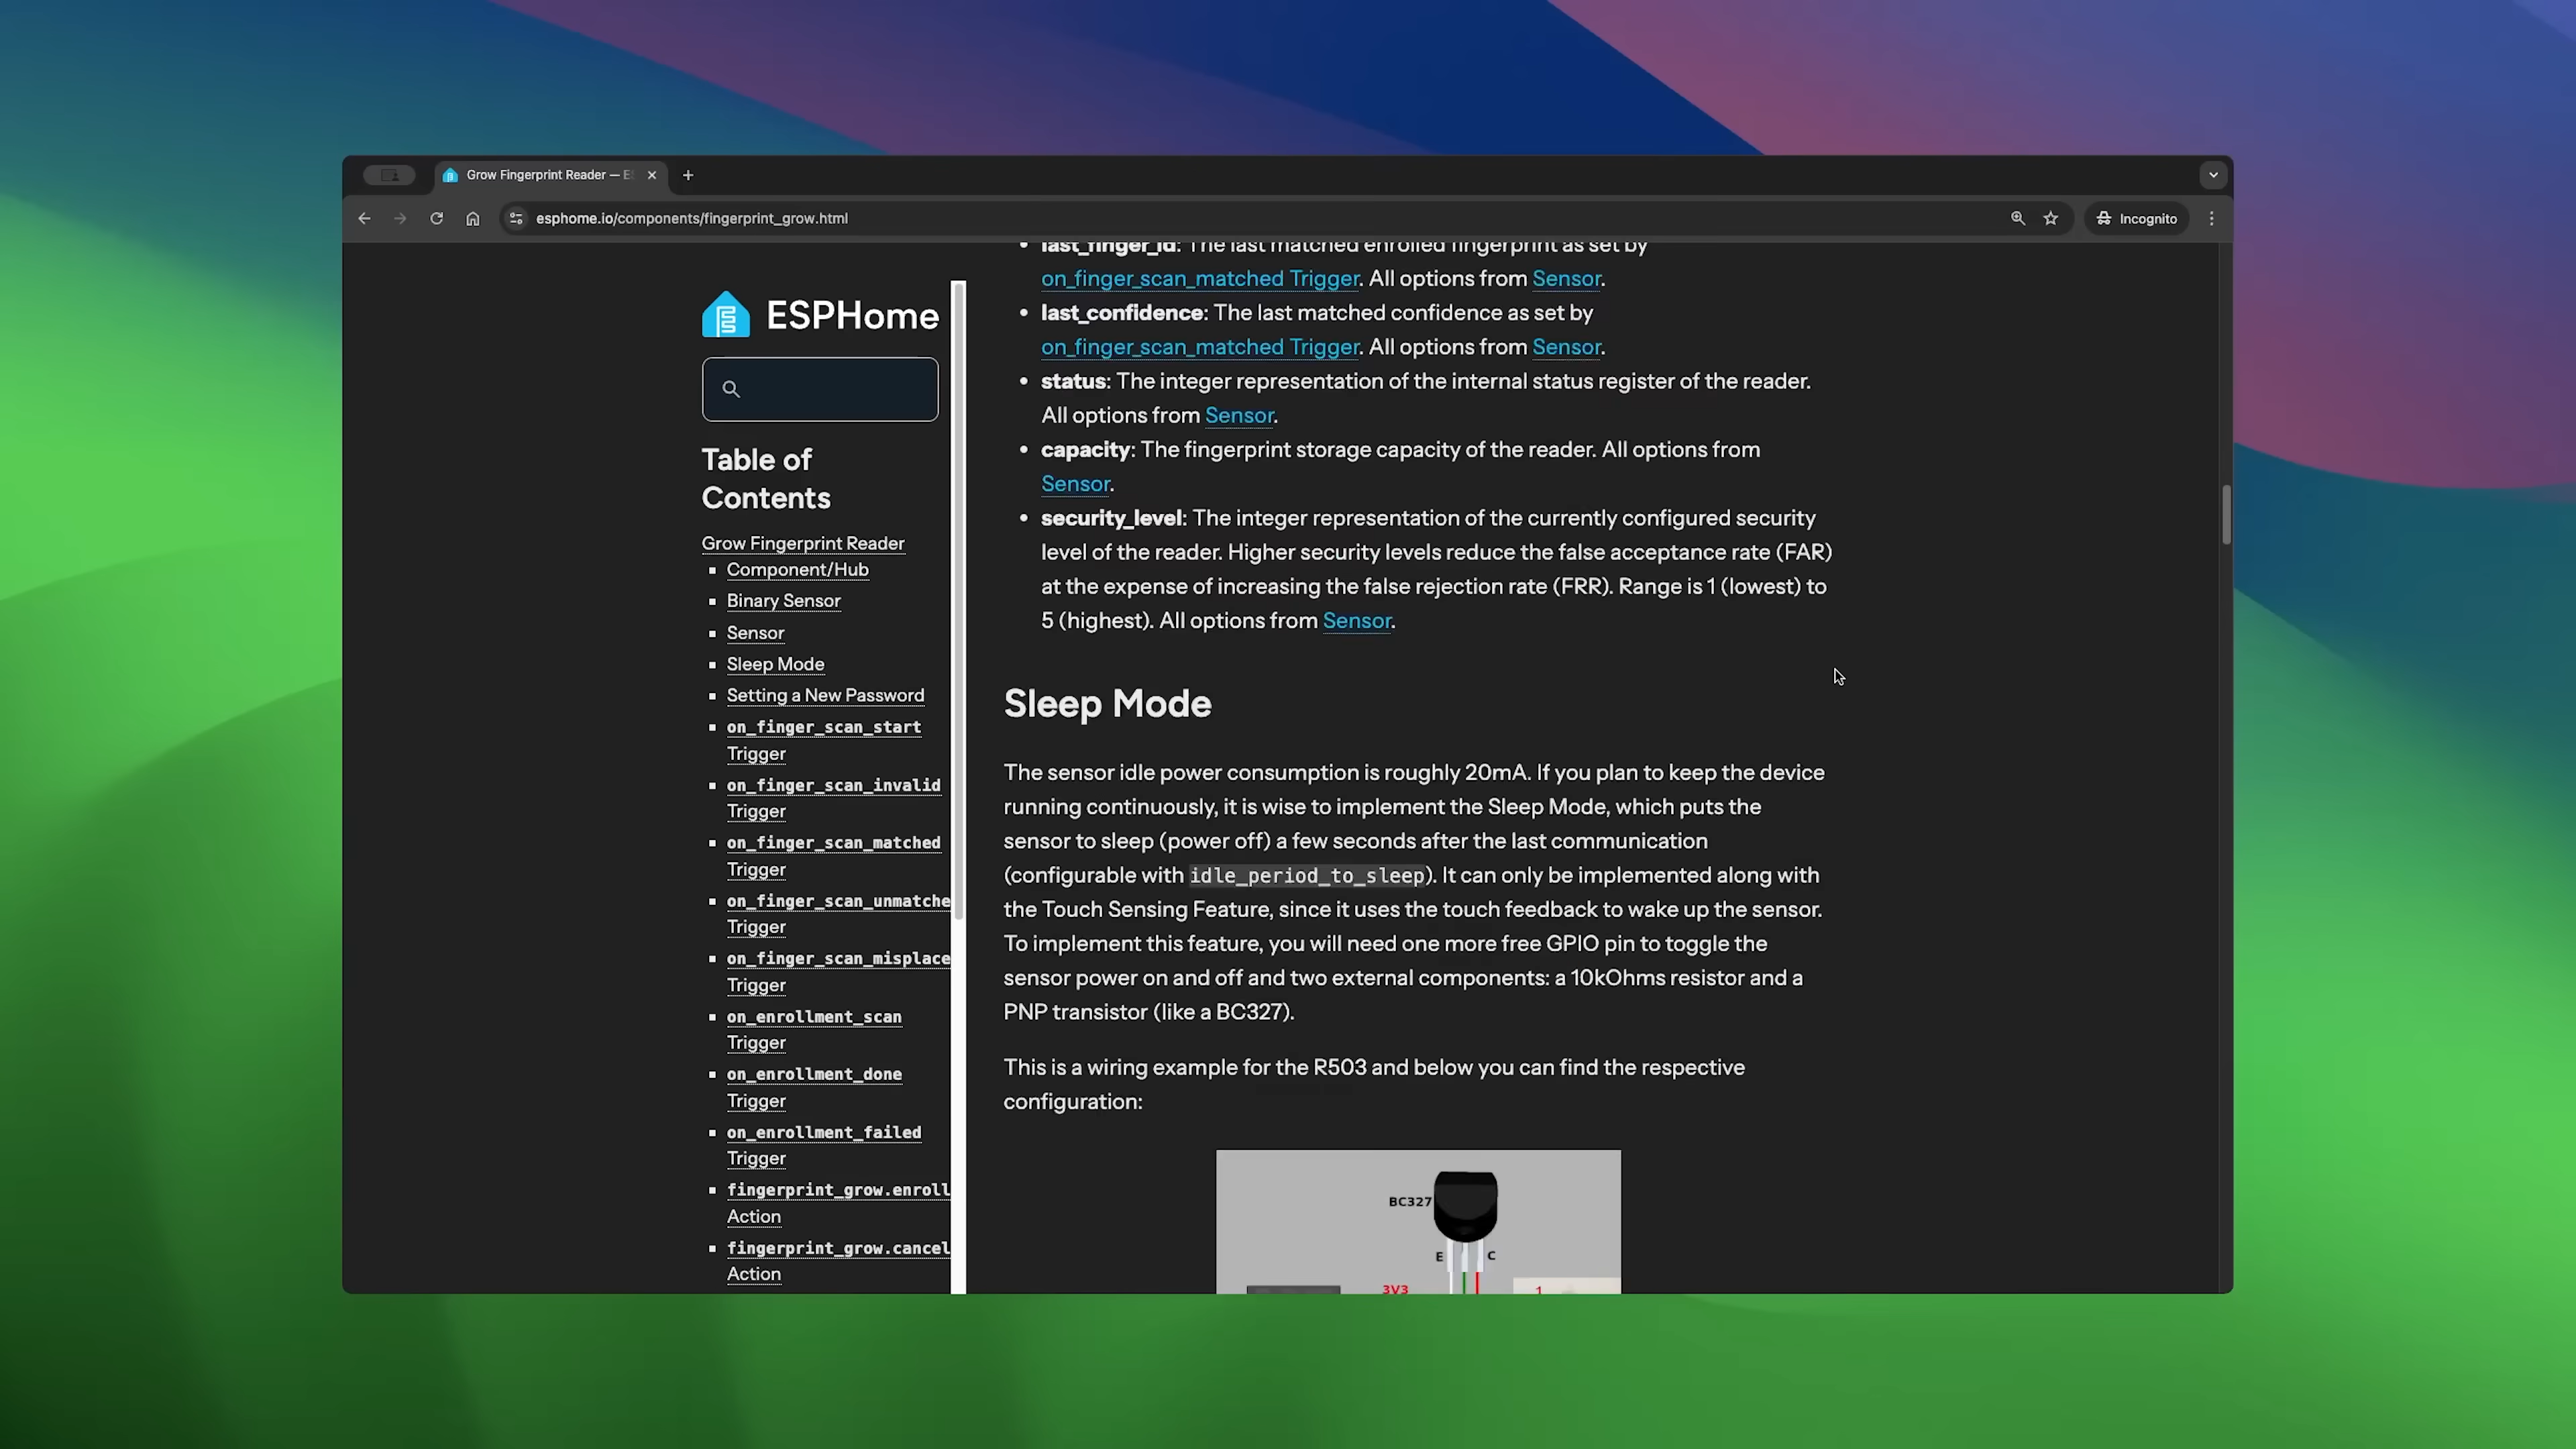 Grow Fingerprint Reader — E
esphome.io/components/fingerprint_grow.html
Incognito
ESPHome
Table of
Contents
Grow Fingerprint Reader
Component/Hub
Binary Sensor
Sensor
Sleep Mode
Setting a New Password
on_finger_scan_start
Trigger
on_finger_scan_invalid
Trigger
on_finger_scan_matched
Trigger
on_finger_scan_unmatche
Trigger
on_finger_scan_misplace
Trigger
on_enrollment_scan
Trigger
on_enrollment_done
Trigger
on_enrollment_failed
Trigger
fingerprint_grow.enroll
Action
fingerprint_grow.cancel
Action
last_finger_id: The last matched enrolled fingerprint as set by
on_finger_scan_matched Trigger. All options from Sensor.
last_confidence: The last matched confidence as set by
on_finger_scan_matched Trigger. All options from Sensor.
status: The integer representation of the internal status register of the reader.
All options from Sensor.
capacity: The fingerprint storage capacity of the reader. All options from
Sensor.
security_level: The integer representation of the currently configured security
level of the reader. Higher security levels reduce the false acceptance rate (FAR)
at the expense of increasing the false rejection rate (FRR). Range is 1 (lowest) to
5 (highest). All options from Sensor.
Sleep Mode
The sensor idle power consumption is roughly 20mA. If you plan to keep the device
running continuously, it is wise to implement the Sleep Mode, which puts the
sensor to sleep (power off) a few seconds after the last communication
(configurable with idle_period_to_sleep). It can only be implemented along with
the Touch Sensing Feature, since it uses the touch feedback to wake up the sensor.
To implement this feature, you will need one more free GPIO pin to toggle the
sensor power on and off and two external components: a 10kOhms resistor and a
PNP transistor (like a BC327).
This is a wiring example for the R503 and below you can find the respective
configuration:
BC327
E C
3V3 1